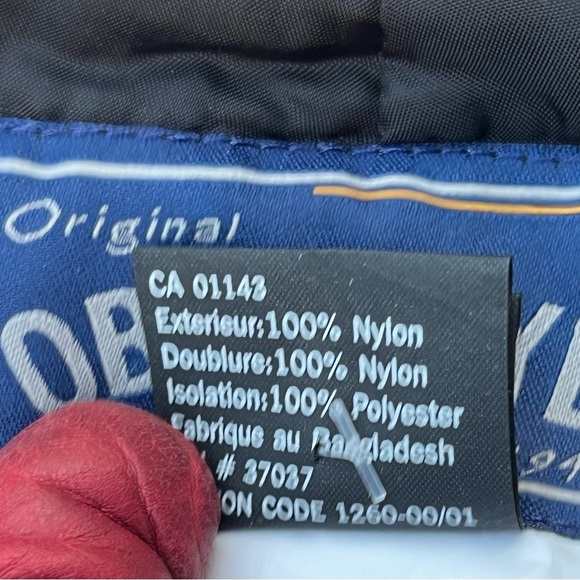 Original
OB
CA 01143
Exterieur:100% Nylon
Doublure:100% Nylon
Isolation:100% Polyester
Fabrique au Bangladesh
# 37037
ON CODE 1260-00/01